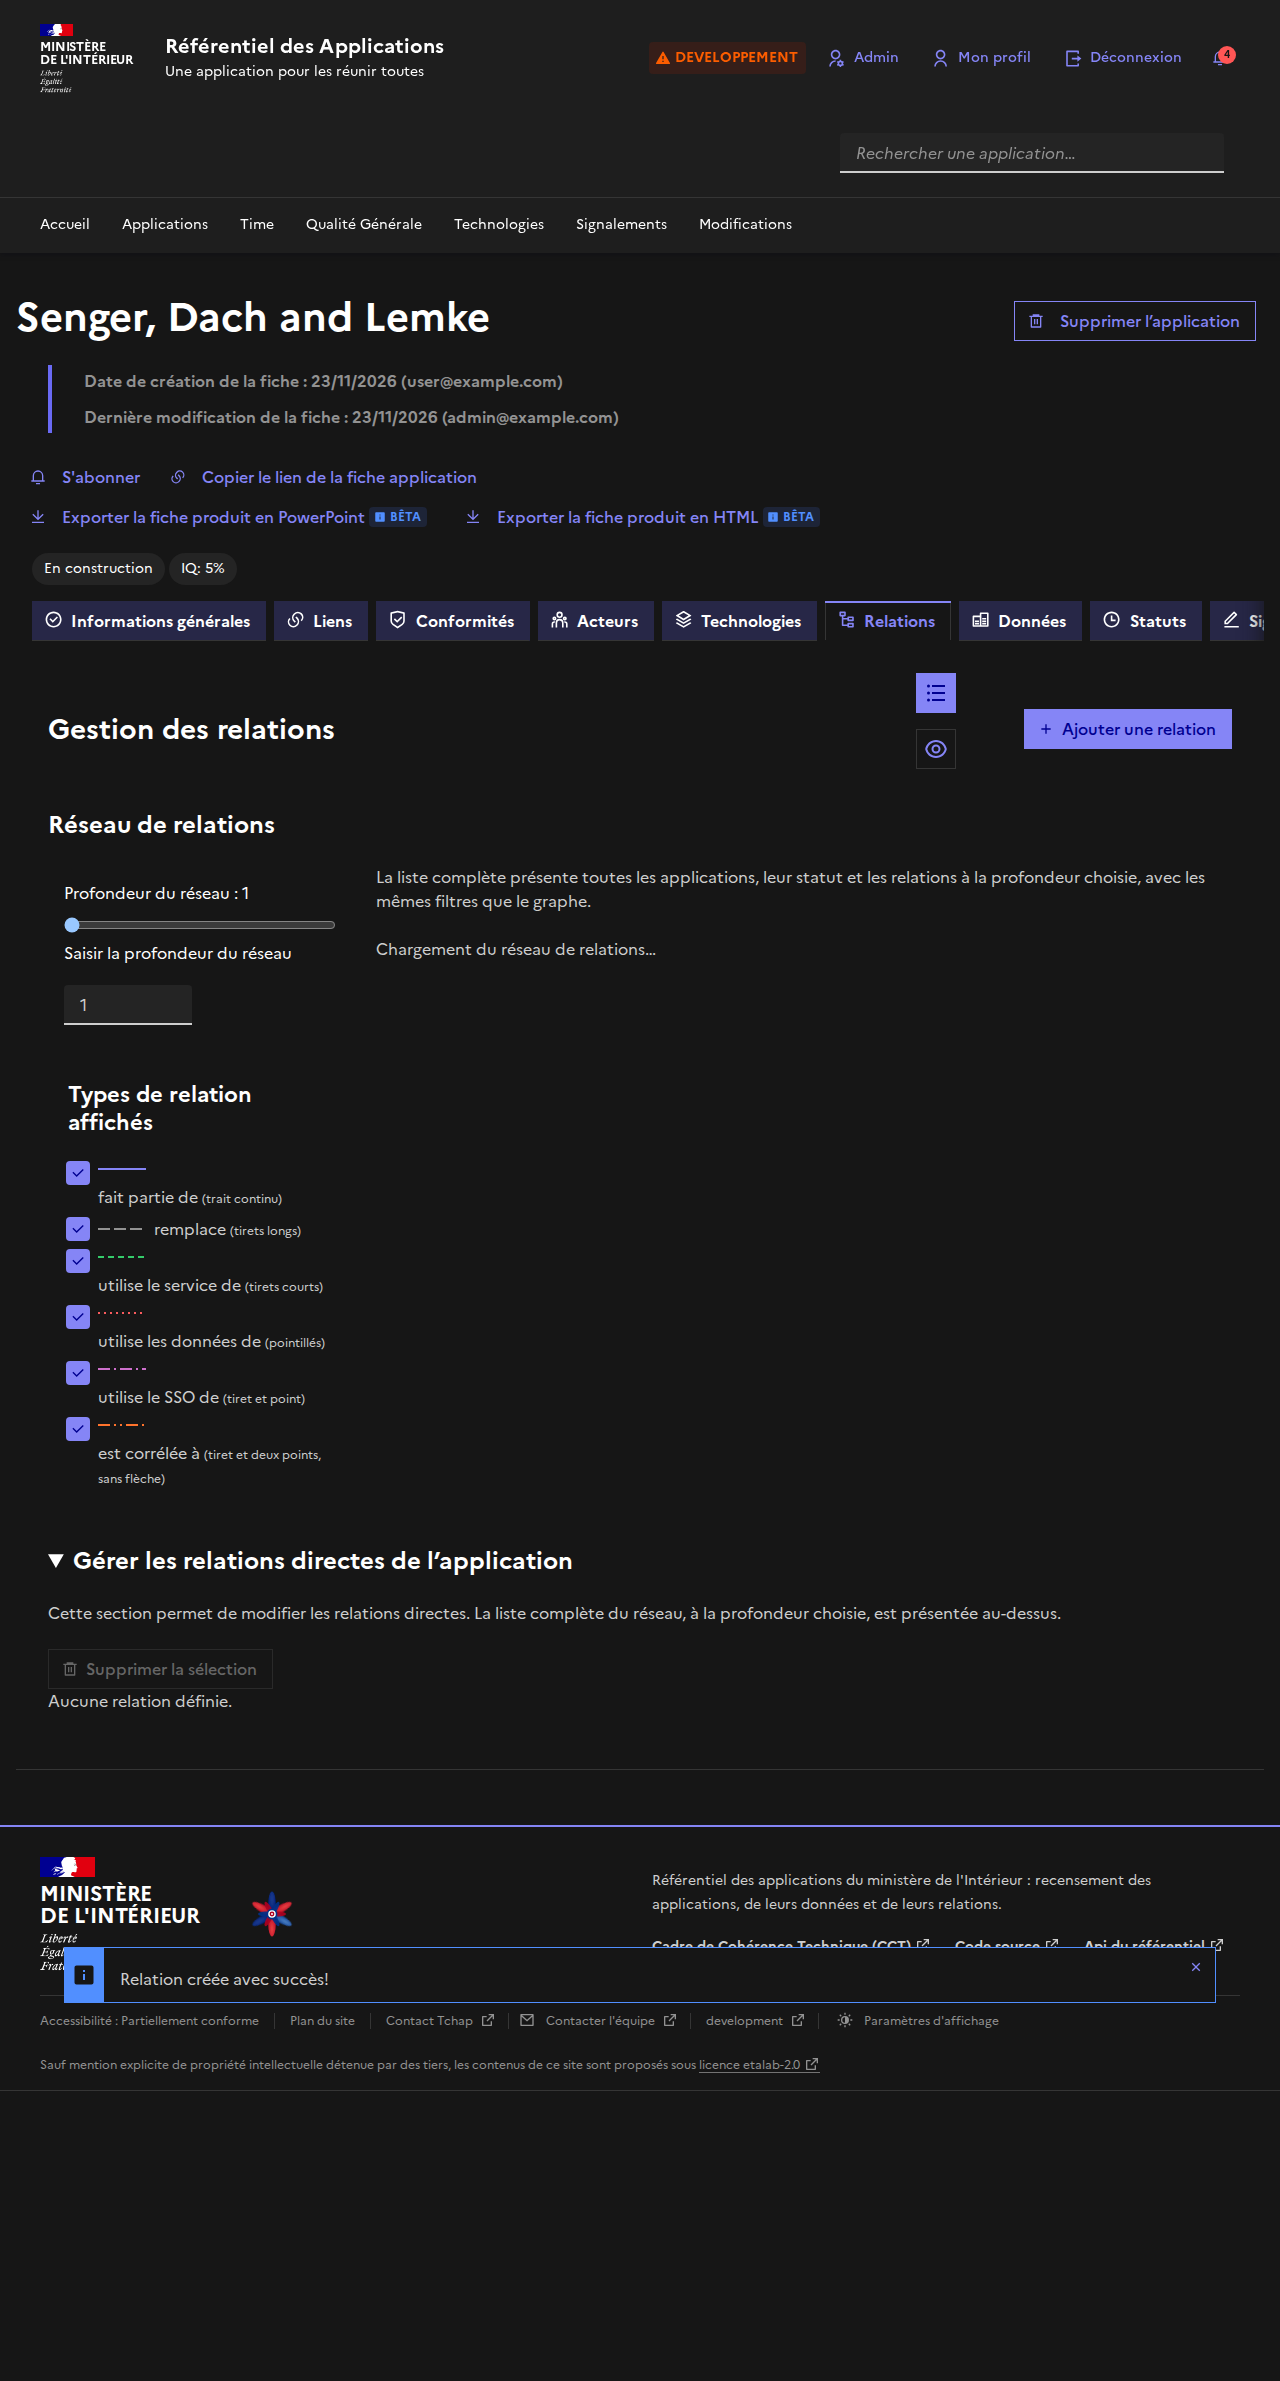 MINISTÈRE
DE L'INTÉRIEUR
Liberté
Égalité
Fraternité
Référentiel des Applications
Une application pour les réunir toutes
DEVELOPPEMENT
Admin
Mon profil
Déconnexion
4
Rechercher une application…
Accueil
Applications
Time
Qualité Générale
Technologies
Signalements
Modifications
Senger, Dach and Lemke
Supprimer l’application
Date de création de la fiche : 23/11/2026 (user@example.com)
Dernière modification de la fiche : 23/11/2026 (admin@example.com)
S'abonner
Copier le lien de la fiche application
Exporter la fiche produit en PowerPoint BÊTA
Exporter la fiche produit en HTML BÊTA
En construction
IQ: 5%
Informations générales
Liens
Conformités
Acteurs
Technologies
Relations
Données
Statuts
Gestion des relations
Ajouter une relation
Réseau de relations
Profondeur du réseau : 1
Saisir la profondeur du réseau
1
La liste complète présente toutes les applications, leur statut et les relations à la profondeur choisie, avec les
mêmes filtres que le graphe.
Chargement du réseau de relations…
Types de relation
affichés
fait partie de (trait continu)
remplace (tirets longs)
utilise le service de (tirets courts)
utilise les données de (pointillés)
utilise le SSO de (tiret et point)
est corrélée à (tiret et deux points,
sans flèche)
Gérer les relations directes de l’application
Cette section permet de modifier les relations directes. La liste complète du réseau, à la profondeur choisie, est présentée au-dessus.
Supprimer la sélection
Aucune relation définie.
MINISTÈRE
DE L'INTÉRIEUR
Liberté
Référentiel des applications du ministère de l'Intérieur : recensement des
applications, de leurs données et de leurs relations.
Cadre de Cohérence Technique (CCT)
Code source
Api du référentiel
Relation créée avec succès!
Accessibilité : Partiellement conforme
Plan du site
Contact Tchap
Contacter l'équipe
development
Paramètres d'affichage
Sauf mention explicite de propriété intellectuelle détenue par des tiers, les contenus de ce site sont proposés sous licence etalab-2.0